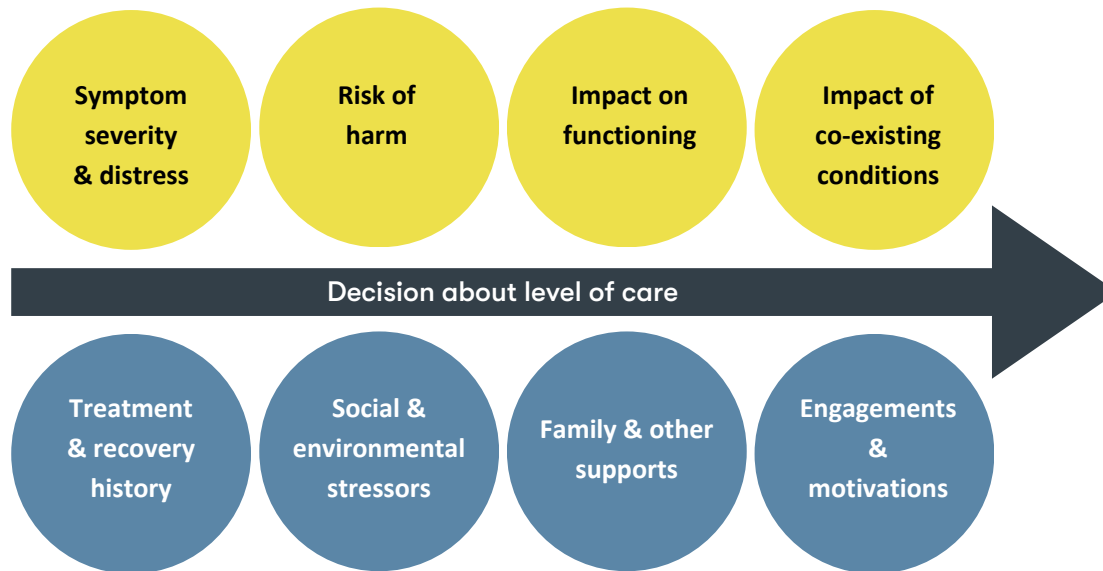 Symptom
severity
& distress
Risk of
harm
Impact on
functioning
Impact of
co-existing
conditions
Decision about level of care
Treatment
& recovery
history
Social &
environmental
stressors
Family & other
supports
Engagements
&
motivations